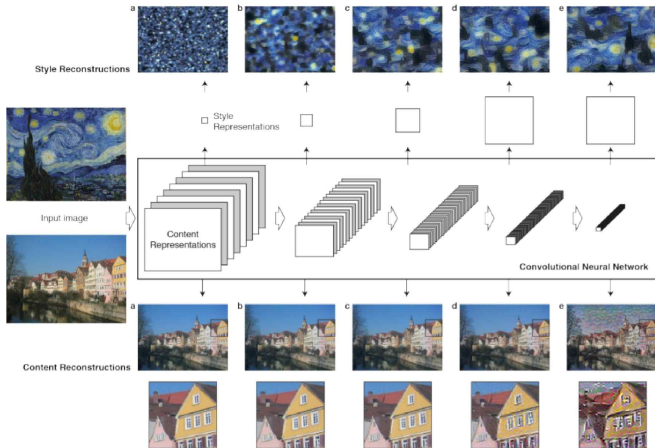 a b c d e
Style Reconstructions
Style
Representations
Input image
Content
Representations
Convolutional Neural Network
a b c d e
Content Reconstructions